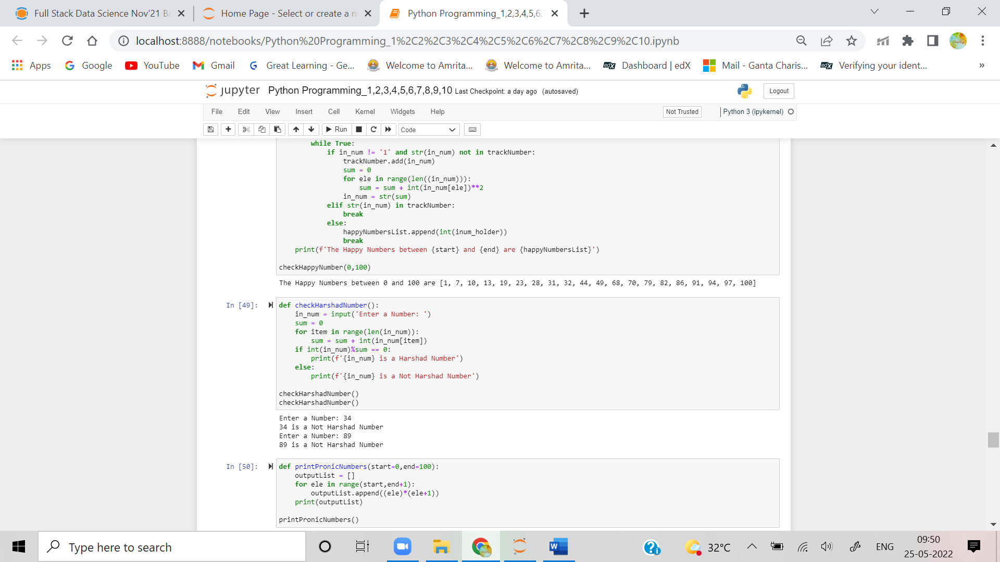 Full Stack Data Science Nov'21 Ba
Home Page - Select or create a n
Python Programming_1,2,3,4,5,6,
localhost:8888/notebooks/Python%20Programming_1%2C2%2C3%2C4%2C5%2C6%2C7%2C8%2C9%2C10.ipynb
Apps Google YouTube Gmail Great Learning - Ge... Welcome to Amrita... Welcome to Amrita... Dashboard | edX Mail - Ganta Charis... Verifying your ident... »
jupyter Python Programming_1,2,3,4,5,6,7,8,9,10 Last Checkpoint: a day ago (autosaved) Logout
File Edit View Insert Cell Kernel Widgets Help Not Trusted Python 3 (ipykernel)
Run Code
        while True:
            if in_num != '1' and str(in_num) not in trackNumber:
                trackNumber.add(in_num)
                sum = 0
                for ele in range(len((in_num))):
                    sum = sum + int(in_num[ele])**2
                in_num = str(sum)
            elif str(in_num) in trackNumber:
                break
            else:
                happyNumbersList.append(int(inum_holder))
                break
    print(f'The Happy Numbers between {start} and {end} are {happyNumbersList}')
checkHappyNumber(0,100)
The Happy Numbers between 0 and 100 are [1, 7, 10, 13, 19, 23, 28, 31, 32, 44, 49, 68, 70, 79, 82, 86, 91, 94, 97, 100]
In [49]: def checkHarshadNumber():
    in_num = input('Enter a Number: ')
    sum = 0
    for item in range(len(in_num)):
        sum = sum + int(in_num[item])
    if int(in_num)%sum == 0:
        print(f'{in_num} is a Harshad Number')
    else:
        print(f'{in_num} is a Not Harshad Number')
checkHarshadNumber()
checkHarshadNumber()
Enter a Number: 34
34 is a Not Harshad Number
Enter a Number: 89
89 is a Not Harshad Number
In [50]: def printPronicNumbers(start=0,end=100):
    outputList = []
    for ele in range(start,end+1):
        outputList.append((ele)*(ele+1))
    print(outputList)
printPronicNumbers()
Type here to search
32°C
ENG
09:50
25-05-2022